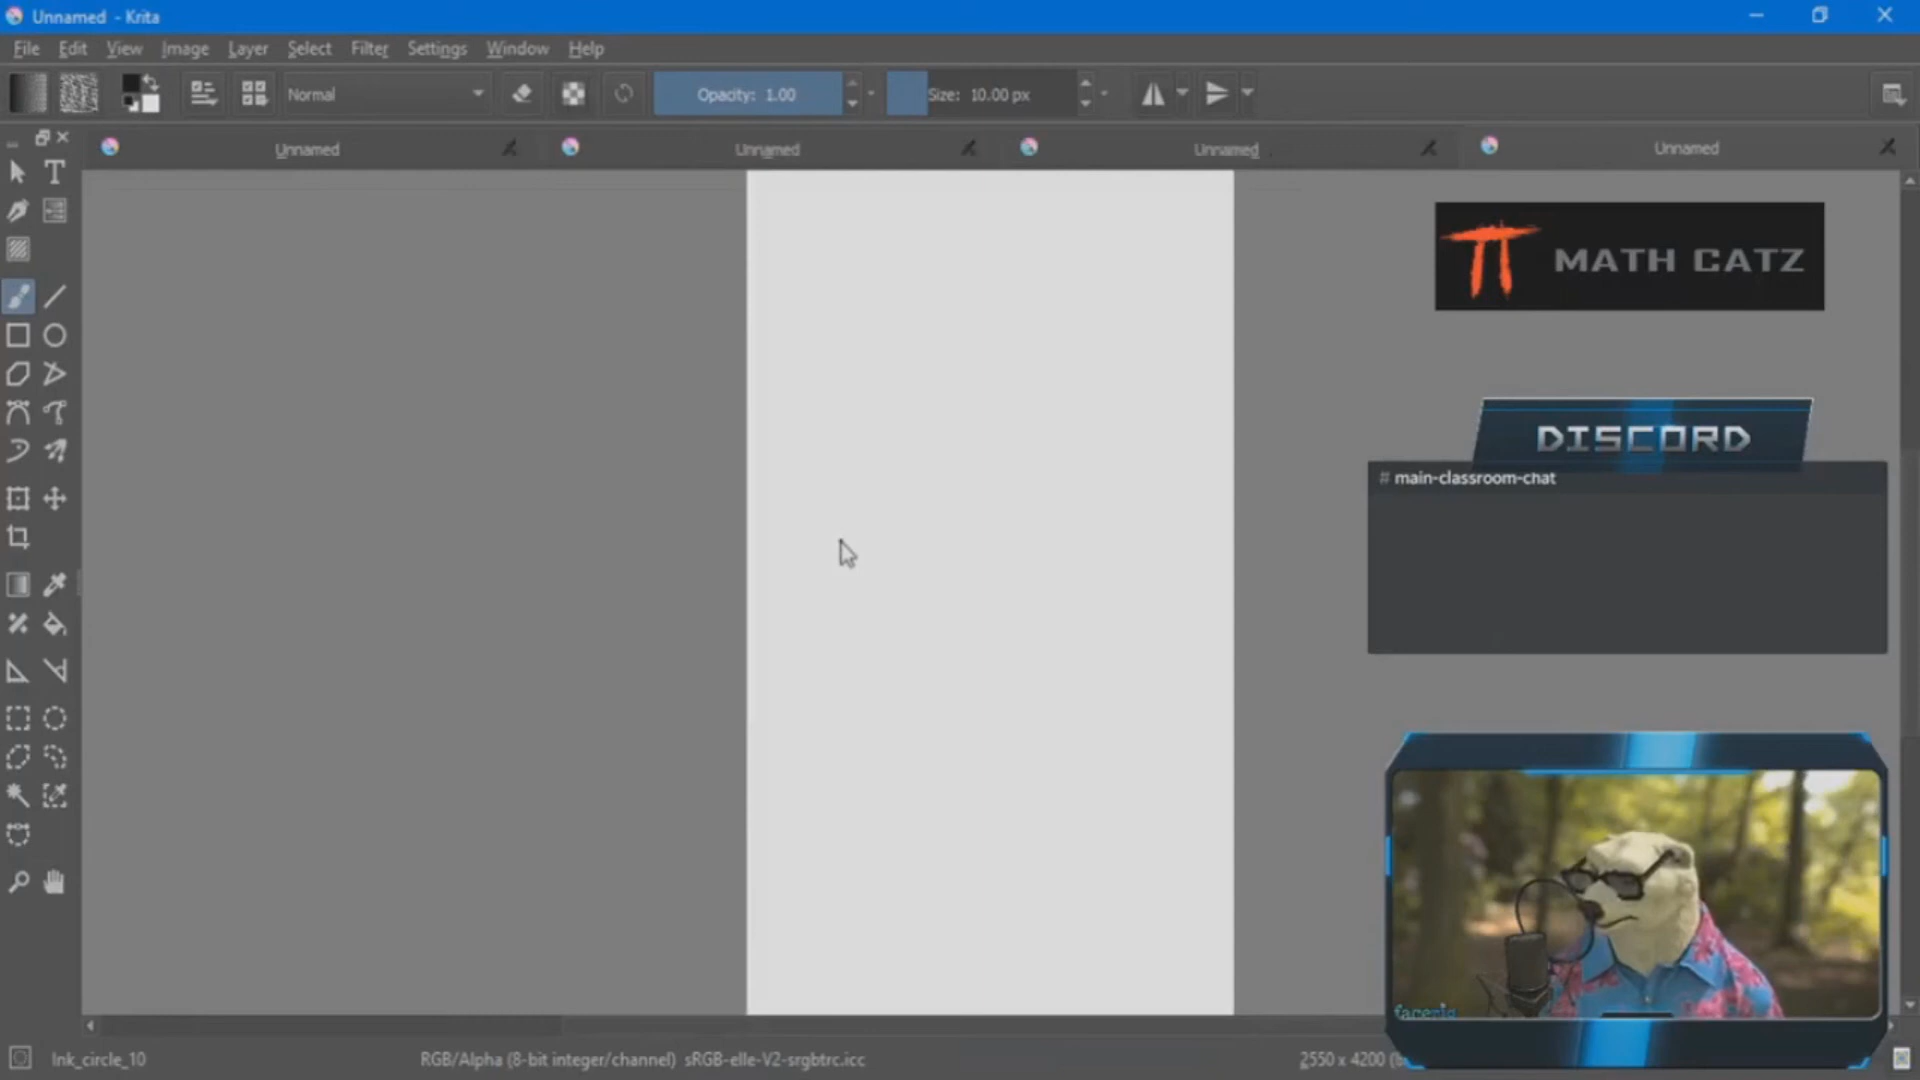 Unnamed - Krita
File Edit View Image Layer Select Filter Settings Window Help
Normal Opacity: 1.00 Size: 10.00 px
Unnamed Unnamed Unnamed Unnamed
MATH CATZ
DISCORD
# main-classroom-chat
facerig
Ink_circle_10 RGB/Alpha (8-bit integer/channel) sRGB-elle-V2-srgbtrc.icc 2550 x 4200